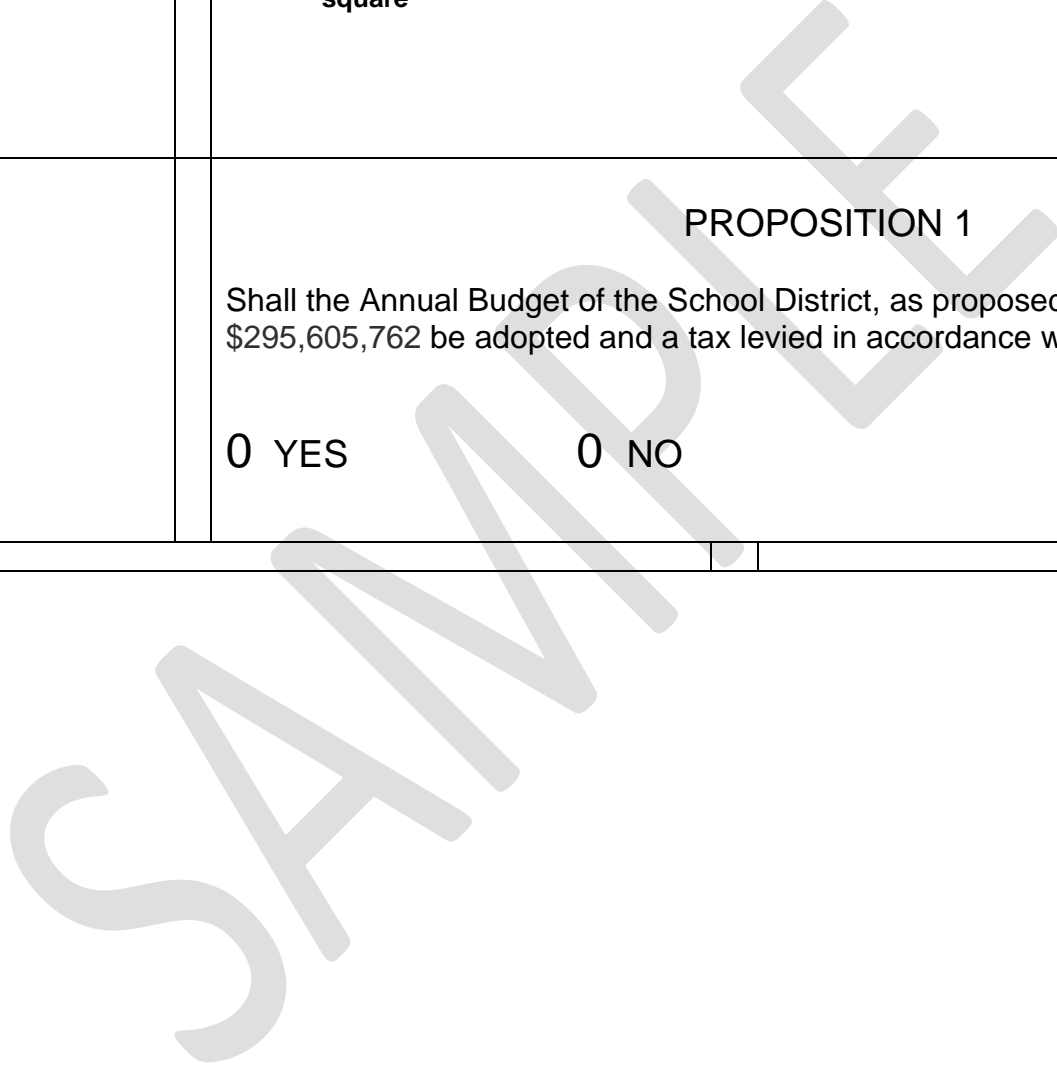 square
PROPOSITION 1
Shall the Annual Budget of the School District, as proposed
$295,605,762 be adopted and a tax levied in accordance
0 YES 0 NO
SAMPLE